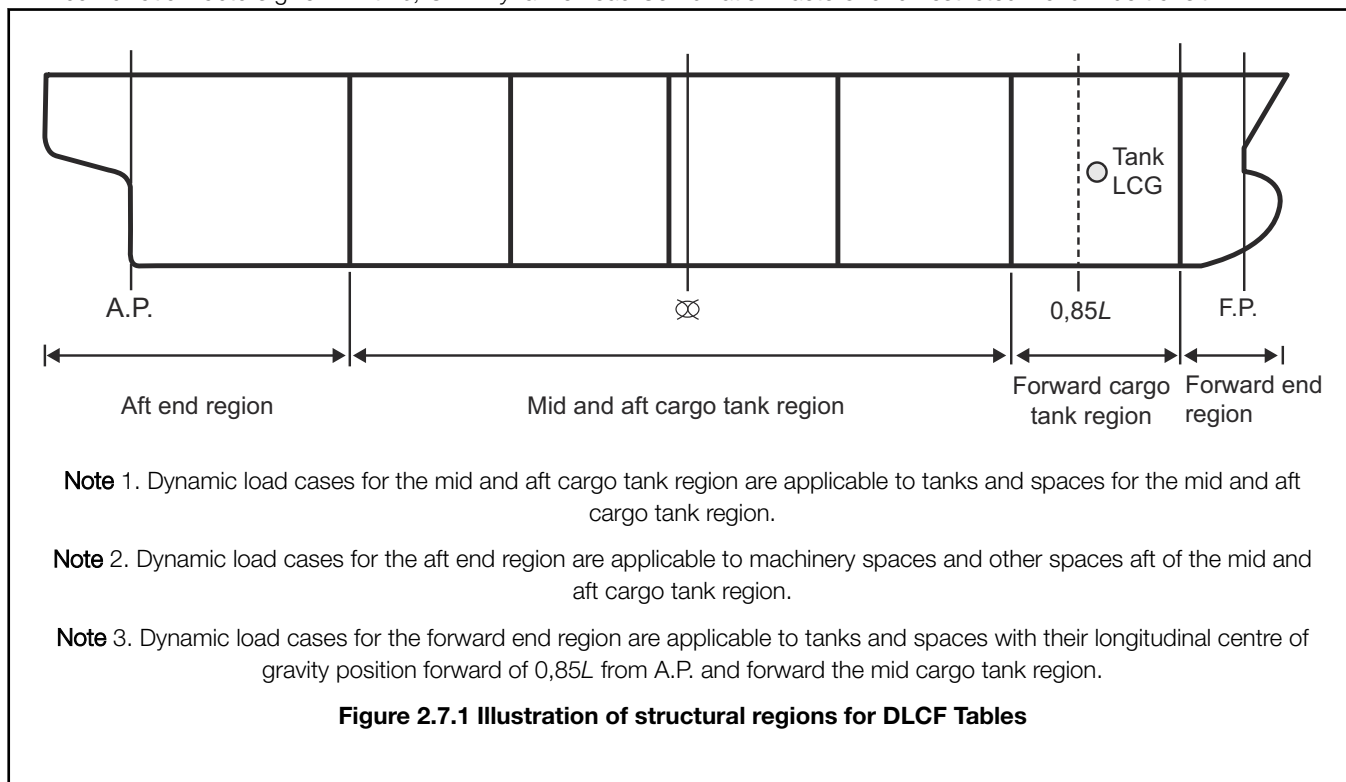 Tank
LCG
A.P.
0,85L
F.P.
Aft end region
Mid and aft cargo tank region
Forward cargo
tank region
Forward end
region
Note 1. Dynamic load cases for the mid and aft cargo tank region are applicable to tanks and spaces for the mid and aft
cargo tank region.
Note 2. Dynamic load cases for the aft end region are applicable to machinery spaces and other spaces aft of the mid and
aft cargo tank region.
Note 3. Dynamic load cases for the forward end region are applicable to tanks and spaces with their longitudinal centre of
gravity position forward of 0,85L from A.P. and forward the mid cargo tank region.
Figure 2.7.1 Illustration of structural regions for DLCF Tables